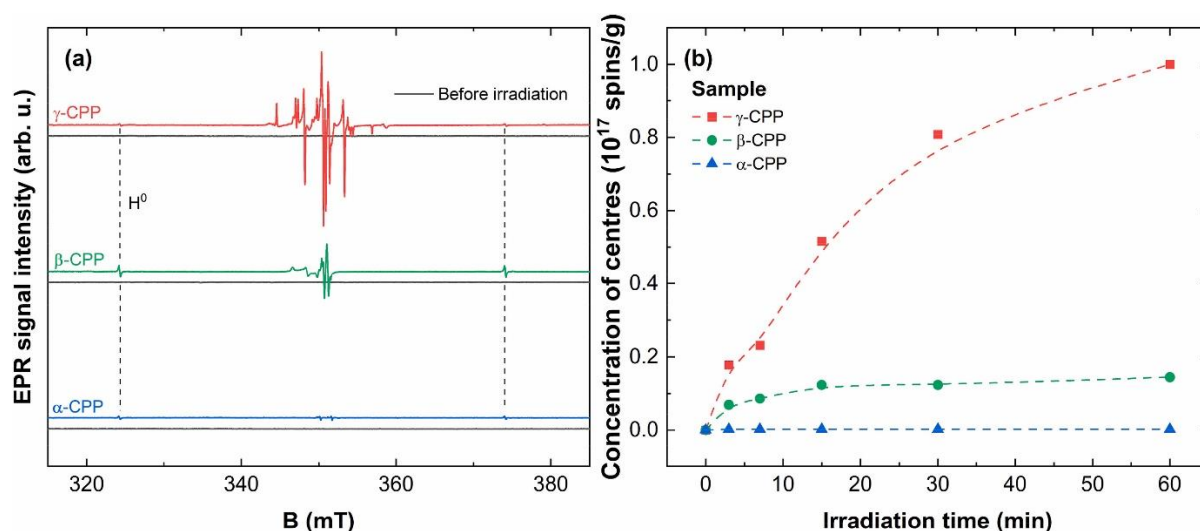 (a)
γ-CPP
Before irradiation
H⁰
β-CPP
α-CPP
EPR signal intensity (arb. u.)
320
340
360
380
B (mT)
(b)
Sample
γ-CPP
β-CPP
α-CPP
Concentration of centres (10¹⁷ spins/g)
1.0
0.8
0.6
0.4
0.2
0.0
0
10
20
30
40
50
60
Irradiation time (min)